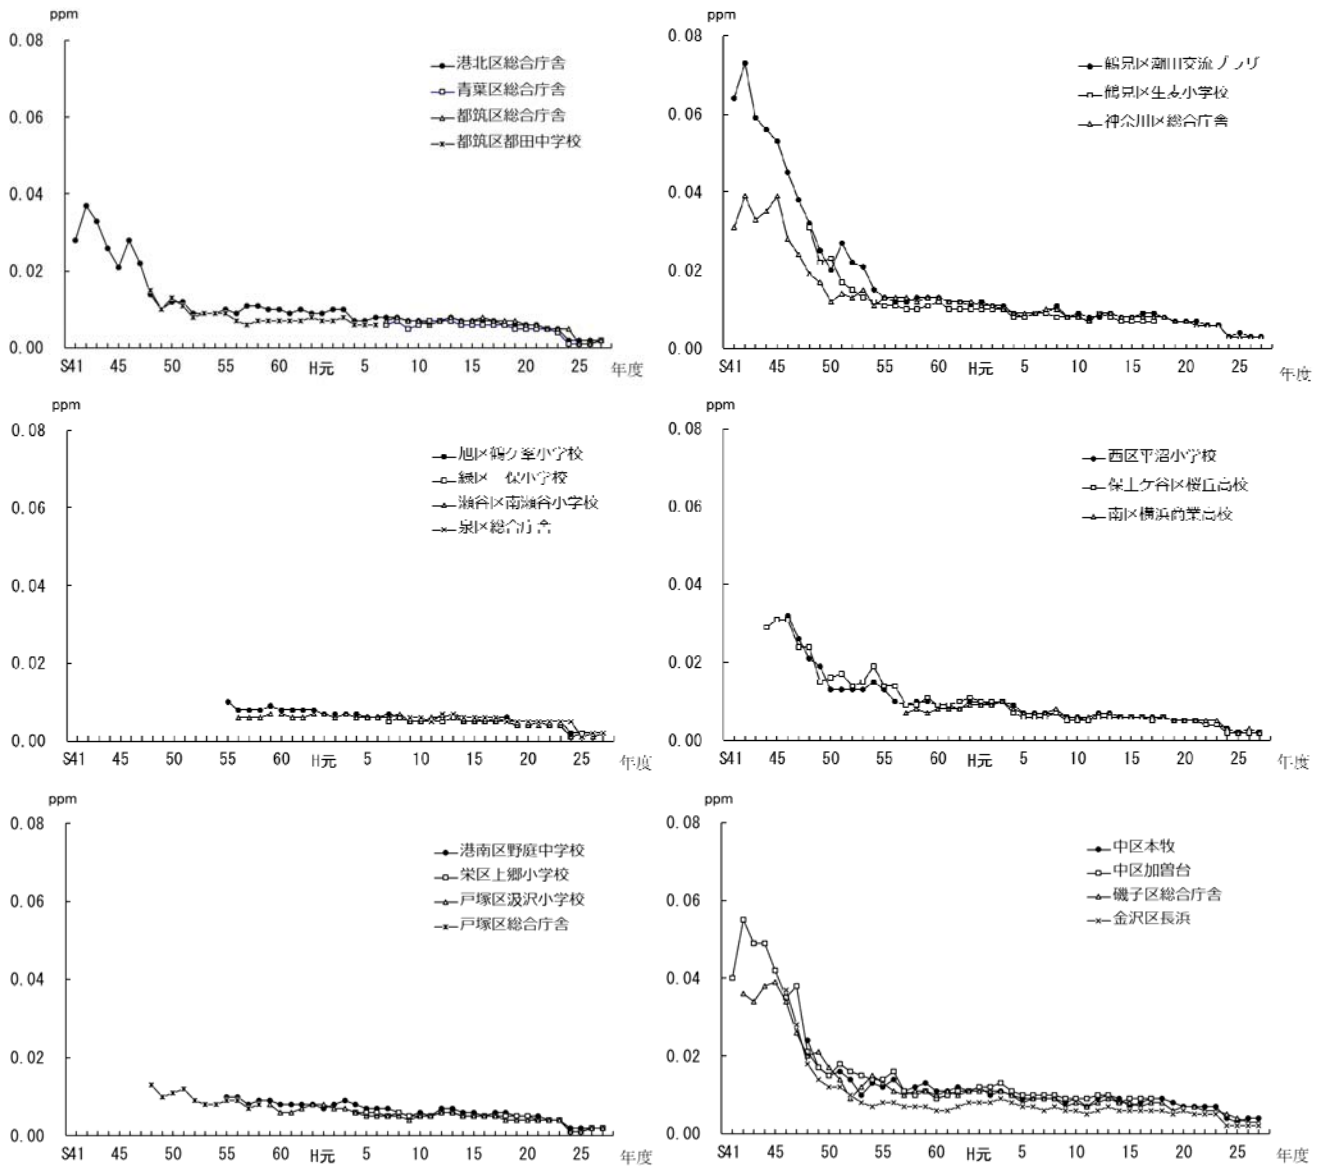 ppm
0.08
0.06
0.04
0.02
0.00
港北区総合庁舎
青葉区総合庁舎
都筑区総合庁舎
都筑区都田中学校
S41 45 50 55 60 H元 5 10 15 20 25 年度
ppm
0.08
0.06
0.04
0.02
0.00
鶴見区潮田交流プラザ
鶴見区生麦小学校
神奈川区総合庁舎
S41 45 50 55 60 H元 5 10 15 20 25 年度
ppm
0.08
0.06
0.04
0.02
0.00
旭区鶴ケ峯小学校
緑区 保小学校
瀬谷区南瀬谷小学校
泉区総合庁舎
S41 45 50 55 60 H元 5 10 15 20 25 年度
ppm
0.08
0.06
0.04
0.02
0.00
西区平沼小学校
保土ケ谷区桜丘高校
南区横浜商業高校
S41 45 50 55 60 H元 5 10 15 20 25 年度
ppm
0.08
0.06
0.04
0.02
0.00
港南区野庭中学校
栄区上郷小学校
戸塚区汲沢小学校
戸塚区総合庁舎
S41 45 50 55 60 H元 5 10 15 20 25 年度
ppm
0.08
0.06
0.04
0.02
0.00
中区本牧
中区加曽台
磯子区総合庁舎
金沢区長浜
S41 45 50 55 60 H元 5 10 15 20 25 年度